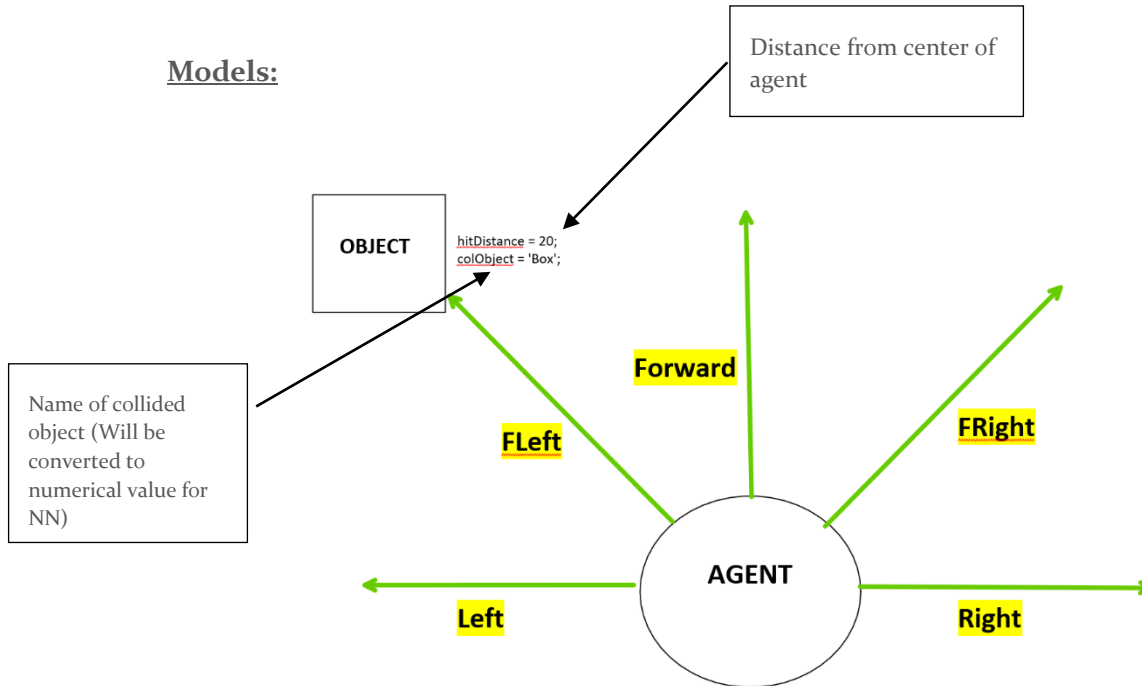 Models:
Distance from center of
agent
OBJECT
hitDistance = 20;
colObject = 'Box';
Forward
FRight
FLeft
Name of collided
object (Will be
converted to
numerical value for
NN)
AGENT
Left
Right